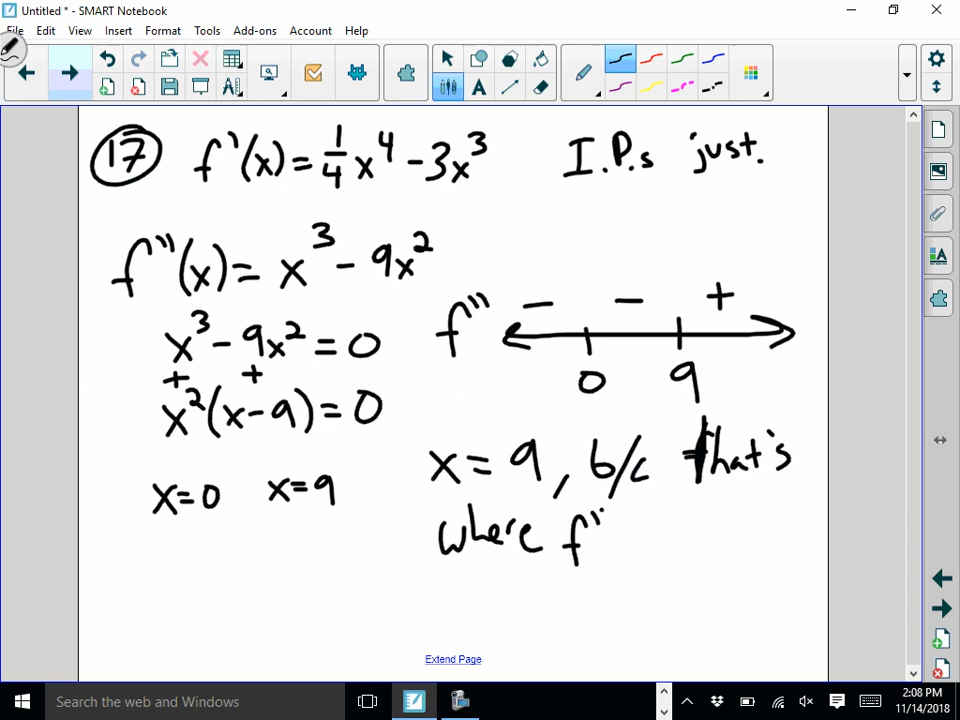 Untitled * - SMART Notebook
File Edit View Insert Format Tools Add-ons Account Help
17 f'(x) = 1/4 x^4 - 3x^3 I.P.s just.
f''(x) = x^3 - 9x^2
f'' - - +
x^3 - 9x^2 = 0
0 9
+ +
x^2(x-9) = 0
x = 9, b/c that's
x=0 x=9
where f''
Extend Page
Search the web and Windows
2:08 PM
11/14/2018